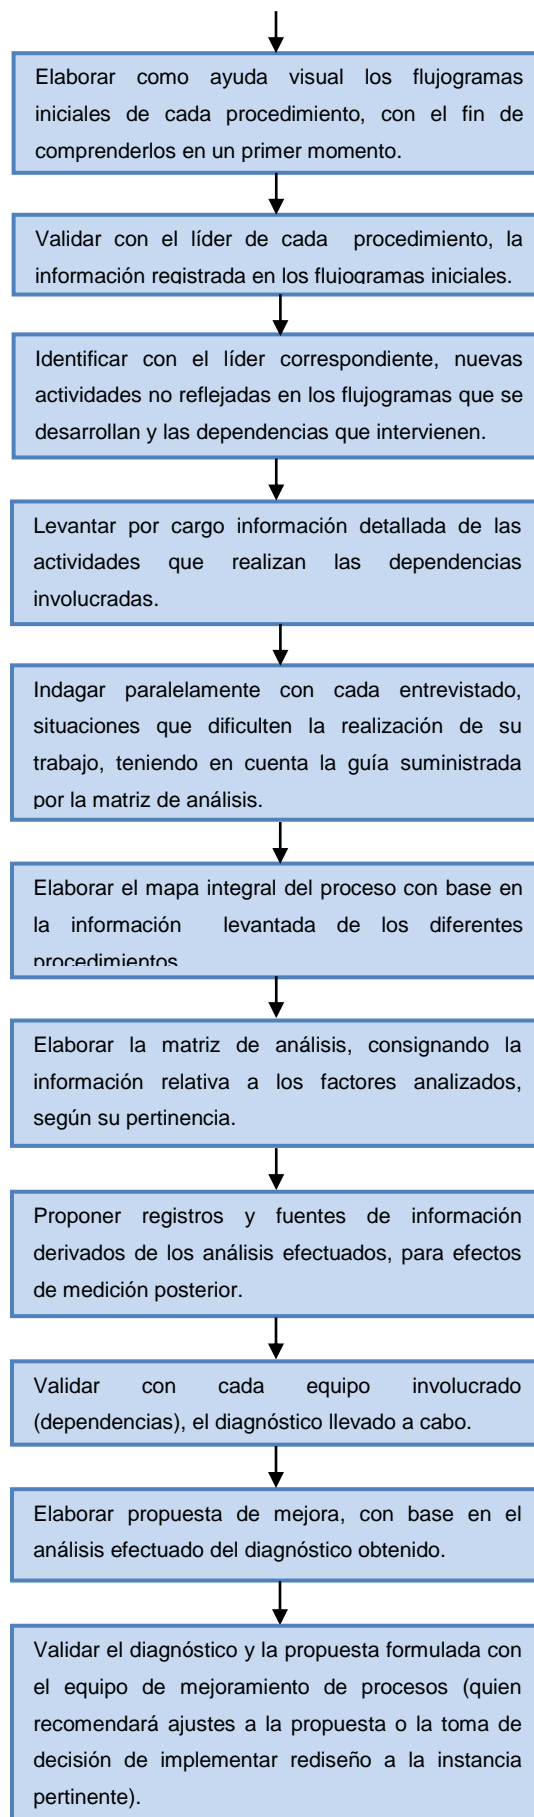 Elaborar como ayuda visual los flujogramas
iniciales de cada procedimiento, con el fin de
comprenderlos en un primer momento.
Validar con el líder de cada procedimiento, la
información registrada en los flujogramas iniciales.
Identificar con el líder correspondiente, nuevas
actividades no reflejadas en los flujogramas que se
desarrollan y las dependencias que intervienen.
Levantar por cargo información detallada de las
actividades que realizan las dependencias
involucradas.
Indagar paralelamente con cada entrevistado,
situaciones que dificulten la realización de su
trabajo, teniendo en cuenta la guía suministrada
por la matriz de análisis.
Elaborar el mapa integral del proceso con base en
la información levantada de los diferentes
procedimientos
Elaborar la matriz de análisis, consignando la
información relativa a los factores analizados,
según su pertinencia.
Proponer registros y fuentes de información
derivados de los análisis efectuados, para efectos
de medición posterior.
Validar con cada equipo involucrado
(dependencias), el diagnóstico llevado a cabo.
Elaborar propuesta de mejora, con base en el
análisis efectuado del diagnóstico obtenido.
Validar el diagnóstico y la propuesta formulada con
el equipo de mejoramiento de procesos (quien
recomendará ajustes a la propuesta o la toma de
decisión de implementar rediseño a la instancia
pertinente).